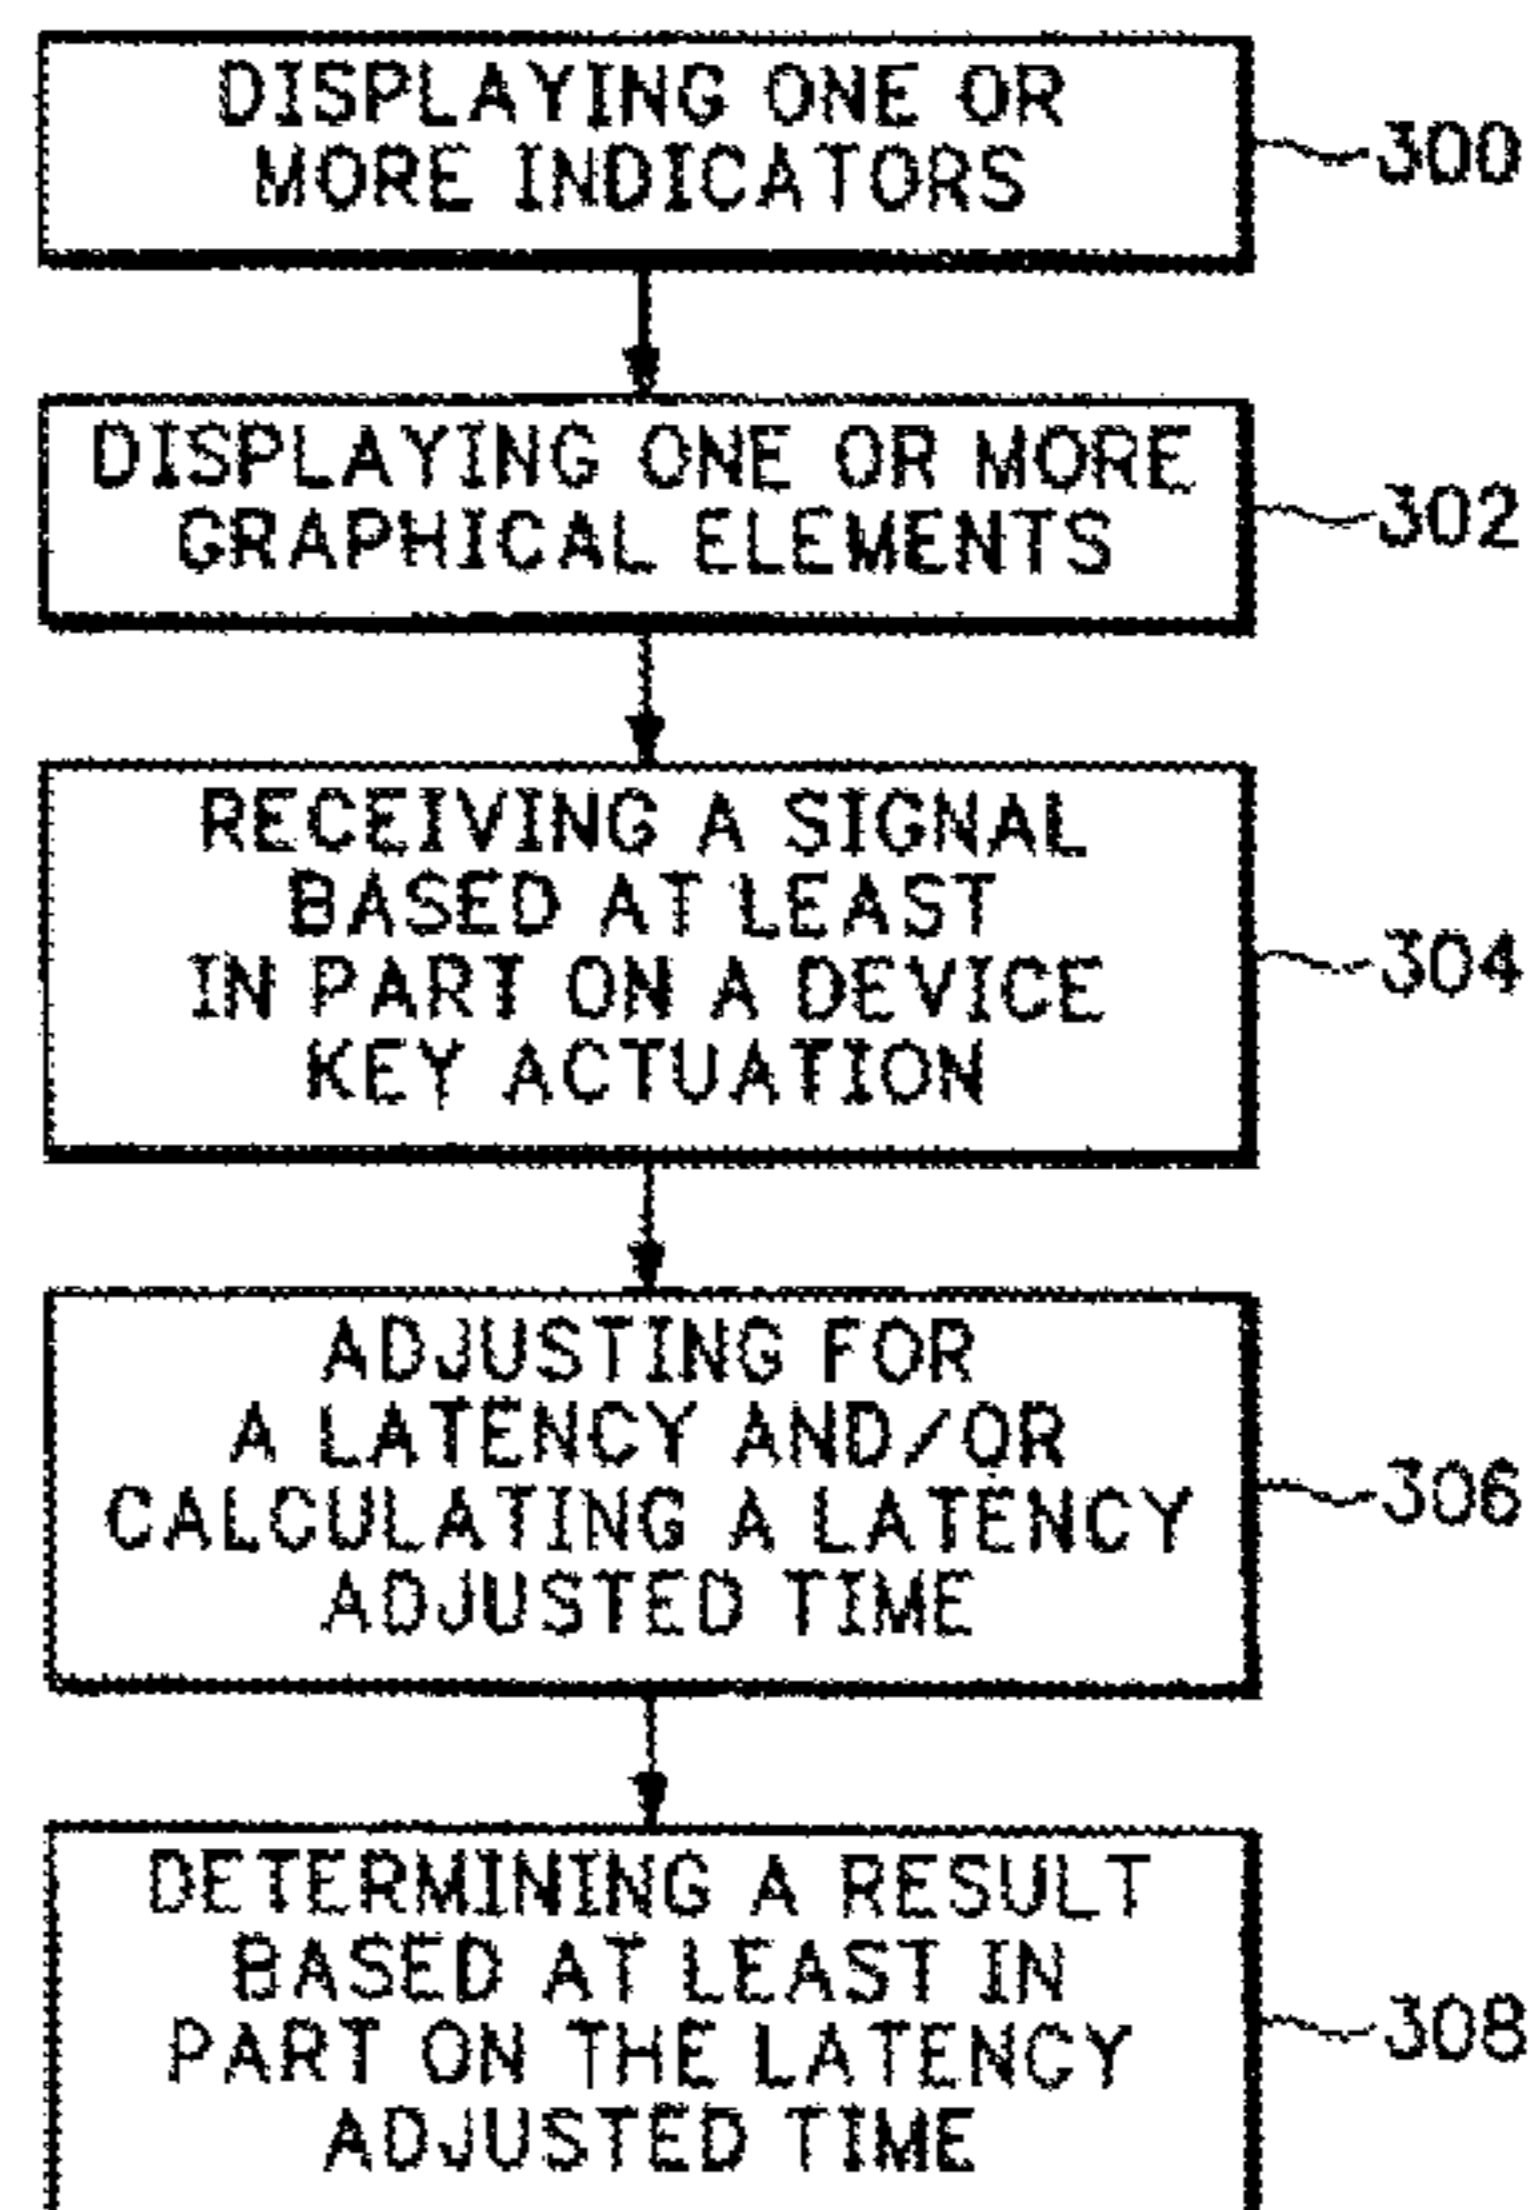 DISPLAYING ONE OR
MORE INDICATORS
300
DISPLAYING ONE OR MORE
GRAPHICAL ELEMENTS
302
RECEIVING A SIGNAL
BASED AT LEAST
IN PART ON A DEVICE
KEY ACTUATION
304
ADJUSTING FOR
A LATENCY AND/OR
CALCULATING A LATENCY
ADJUSTED TIME
306
DETERMINING A RESULT
BASED AT LEAST IN
PART ON THE LATENCY
ADJUSTED TIME
308